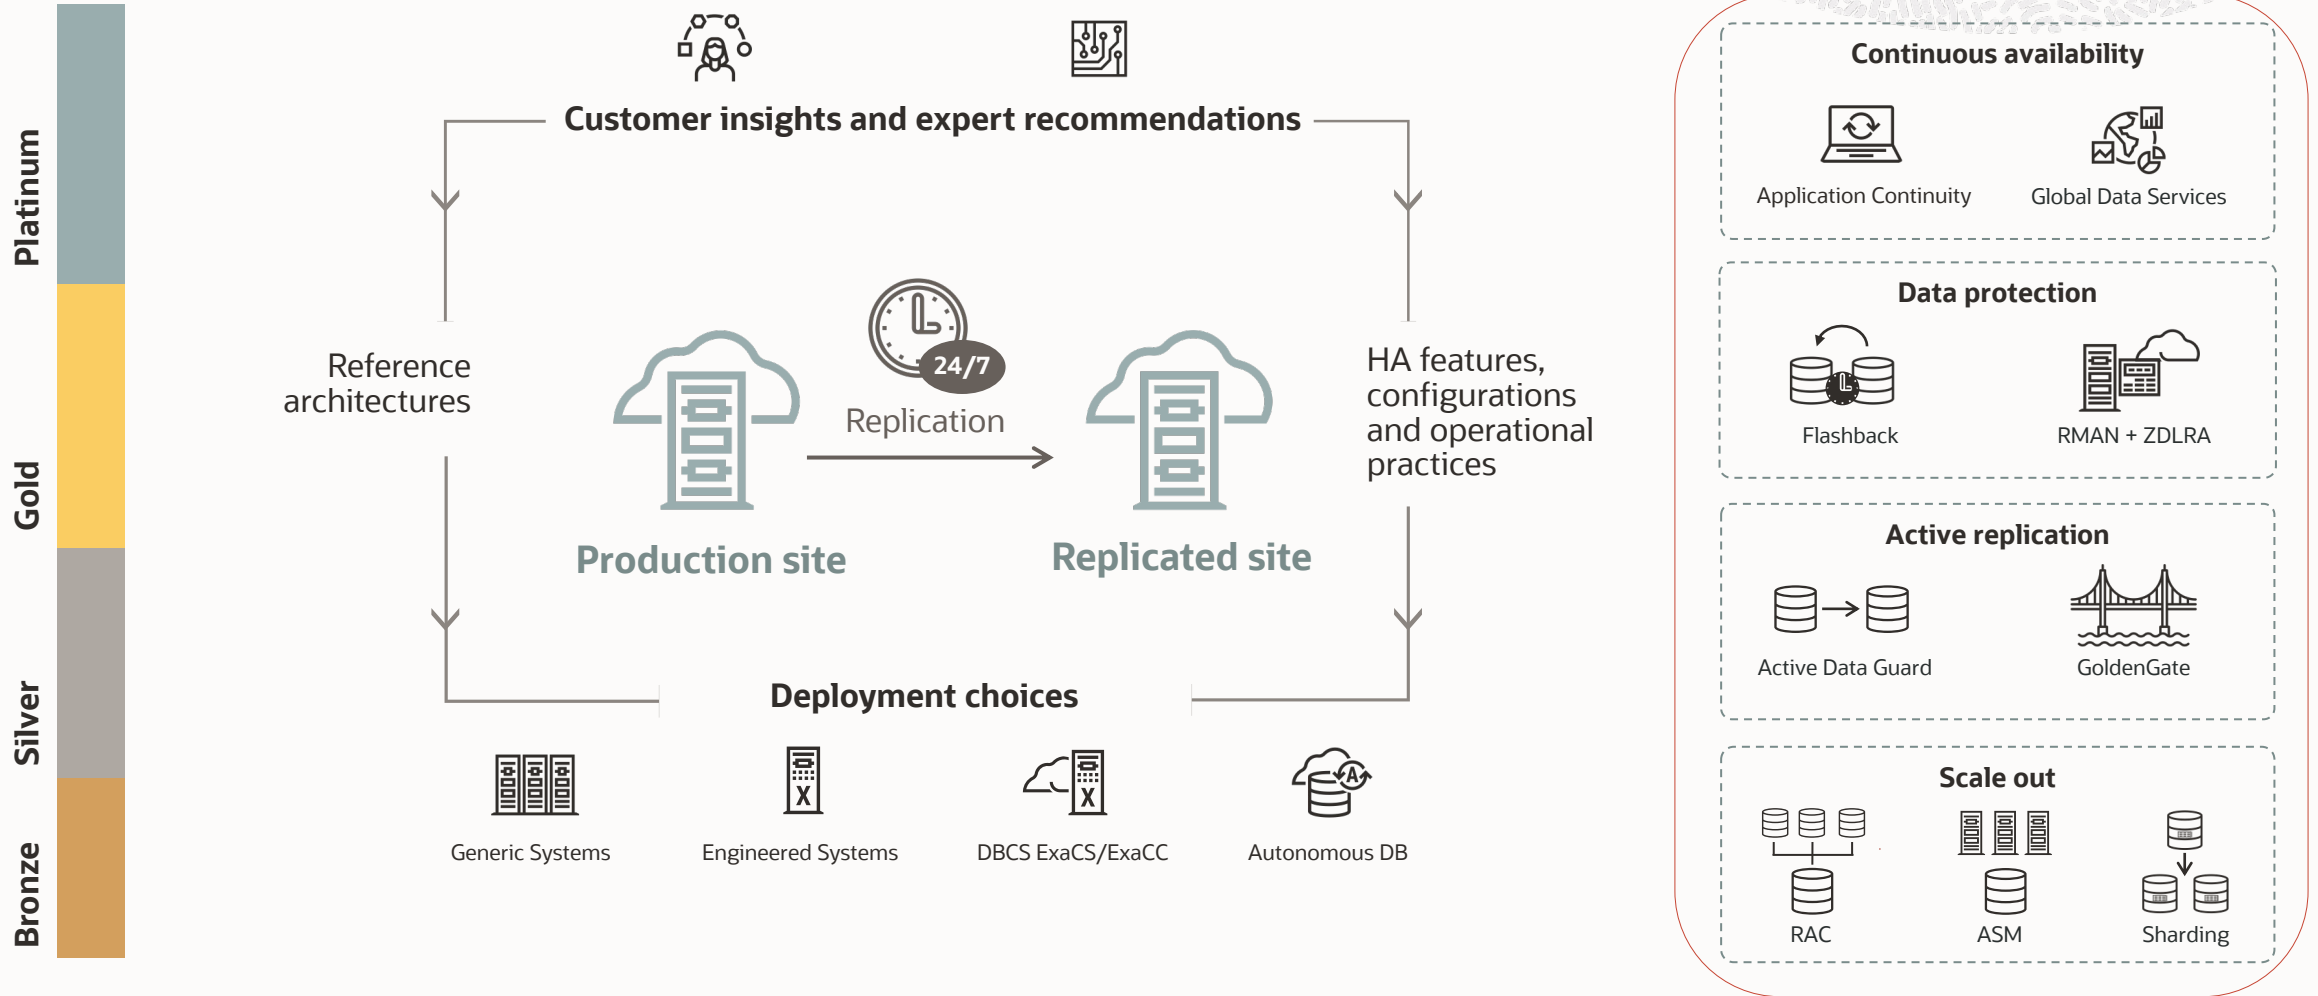 Platinum
Gold
Silver
Bronze
Customer insights and expert recommendations
Reference
architectures
24/7
Replication
Production site
Replicated site
HA features,
configurations
and operational
practices
Deployment choices
Generic Systems
X
Engineered Systems
X
DBCS ExaCS/ExaCC
A
Autonomous DB
Continuous availability
Application Continuity
Global Data Services
Data protection
Flashback
RMAN + ZDLRA
Active replication
Active Data Guard
GoldenGate
Scale out
RAC
ASM
Sharding